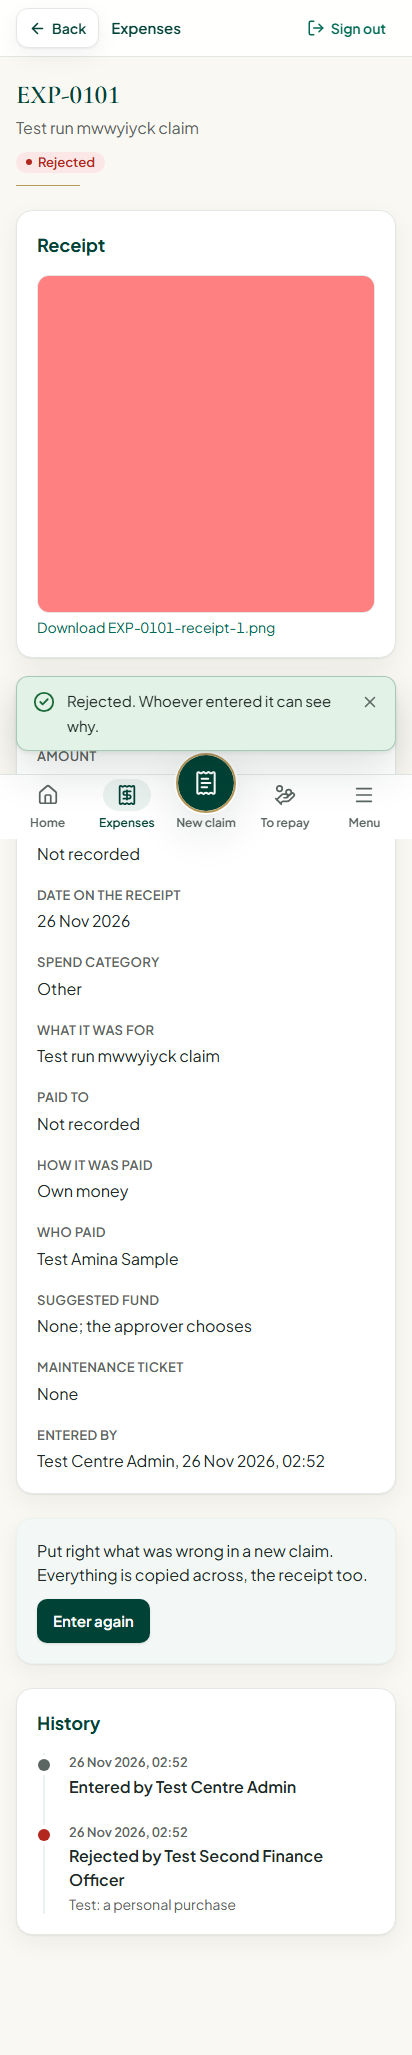 Back
Expenses
Sign out
EXP-0101
Test run mwwyiyck claim
Rejected
Receipt
Download EXP-0101-receipt-1.png
Rejected. Whoever entered it can see
why.
AMOUNT
Home
Expenses
New claim
To repay
Menu
Not recorded
DATE ON THE RECEIPT
26 Nov 2026
SPEND CATEGORY
Other
WHAT IT WAS FOR
Test run mwwyiyck claim
PAID TO
Not recorded
HOW IT WAS PAID
Own money
WHO PAID
Test Amina Sample
SUGGESTED FUND
None; the approver chooses
MAINTENANCE TICKET
None
ENTERED BY
Test Centre Admin, 26 Nov 2026, 02:52
Put right what was wrong in a new claim.
Everything is copied across, the receipt too.
Enter again
History
26 Nov 2026, 02:52
Entered by Test Centre Admin
26 Nov 2026, 02:52
Rejected by Test Second Finance
Officer
Test: a personal purchase